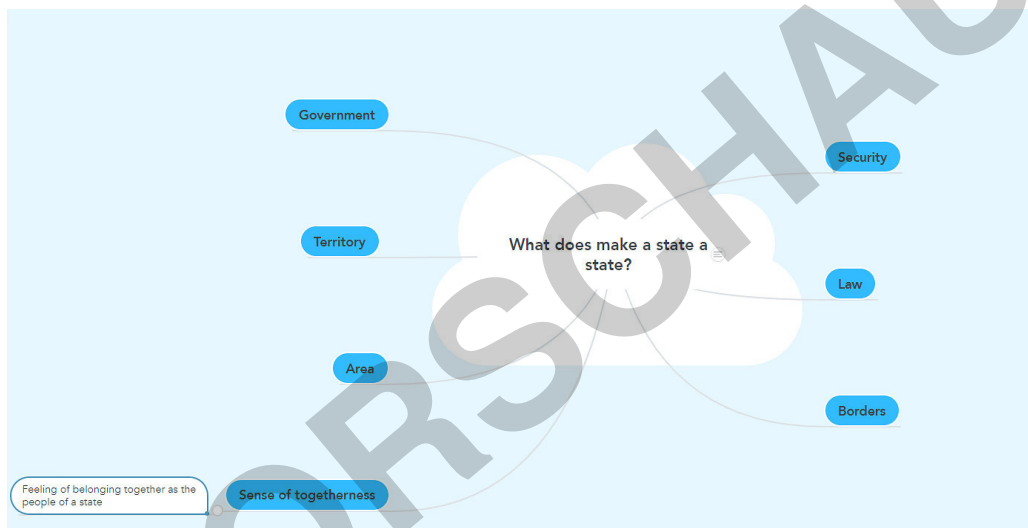 Government
Security
Territory
What does make a state a
state?
Law
Area
Borders
Sense of togetherness
Feeling of belonging together as the
people of a state
ORSCHAU